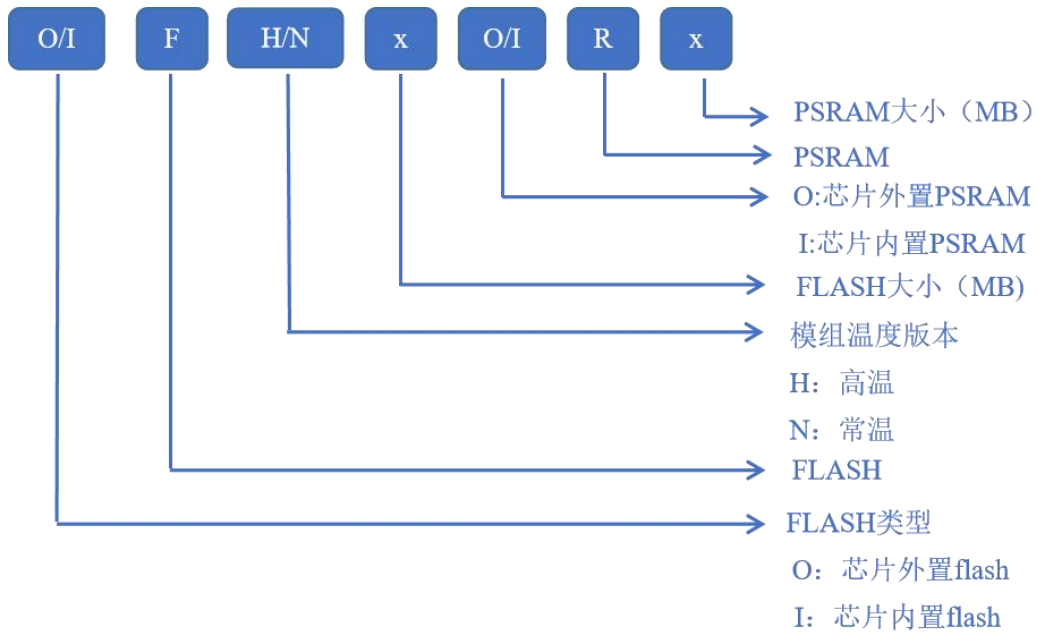 O/I F H/N x O/I R x
PSRAM大小（MB）
PSRAM
O:芯片外置PSRAM
I:芯片内置PSRAM
FLASH大小（MB)
模组温度版本
H：高温
N：常温
FLASH
FLASH类型
O：芯片外置flash
I：芯片内置flash